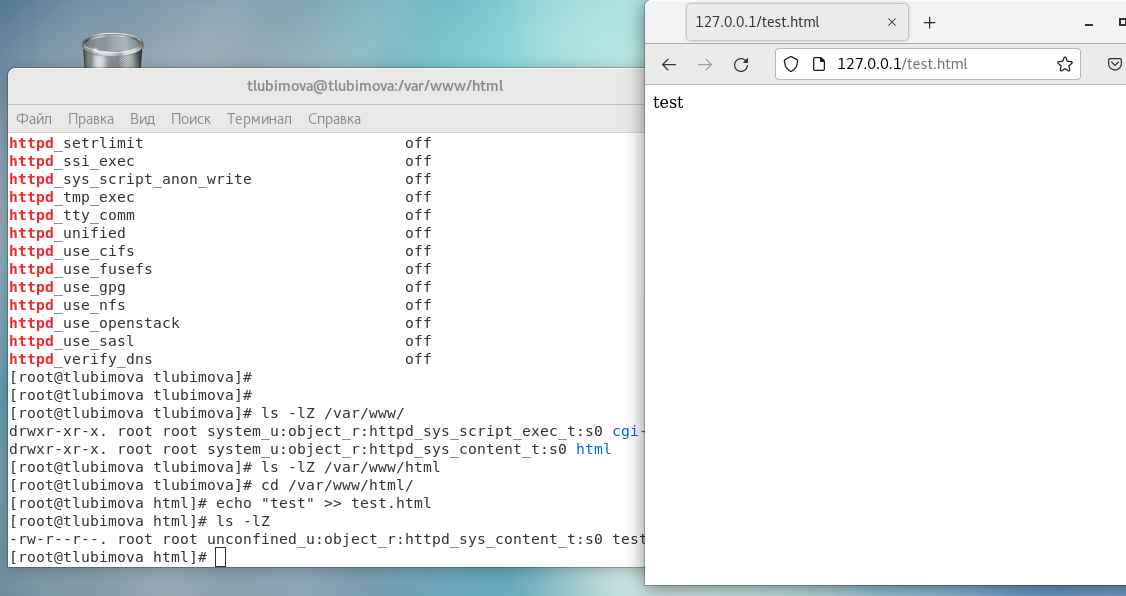 tlubimova@tlubimova:/var/www/html
Файл Правка Вид Поиск Терминал Справка
httpd_setrlimit off
httpd_ssi_exec off
httpd_sys_script_anon_write off
httpd_tmp_exec off
httpd_tty_comm off
httpd_unified off
httpd_use_cifs off
httpd_use_fusefs off
httpd_use_gpg off
httpd_use_nfs off
httpd_use_openstack off
httpd_use_sasl off
httpd_verify_dns off
[root@tlubimova tlubimova]#
[root@tlubimova tlubimova]#
[root@tlubimova tlubimova]# ls -lZ /var/www/
drwxr-xr-x. root root system_u:object_r:httpd_sys_script_exec_t:s0 cgi-
drwxr-xr-x. root root system_u:object_r:httpd_sys_content_t:s0 html
[root@tlubimova tlubimova]# ls -lZ /var/www/html
[root@tlubimova tlubimova]# cd /var/www/html/
[root@tlubimova html]# echo "test" >> test.html
[root@tlubimova html]# ls -lZ
-rw-r--r--. root root unconfined_u:object_r:httpd_sys_content_t:s0 test
[root@tlubimova html]#
127.0.0.1/test.html
127.0.0.1/test.html
test